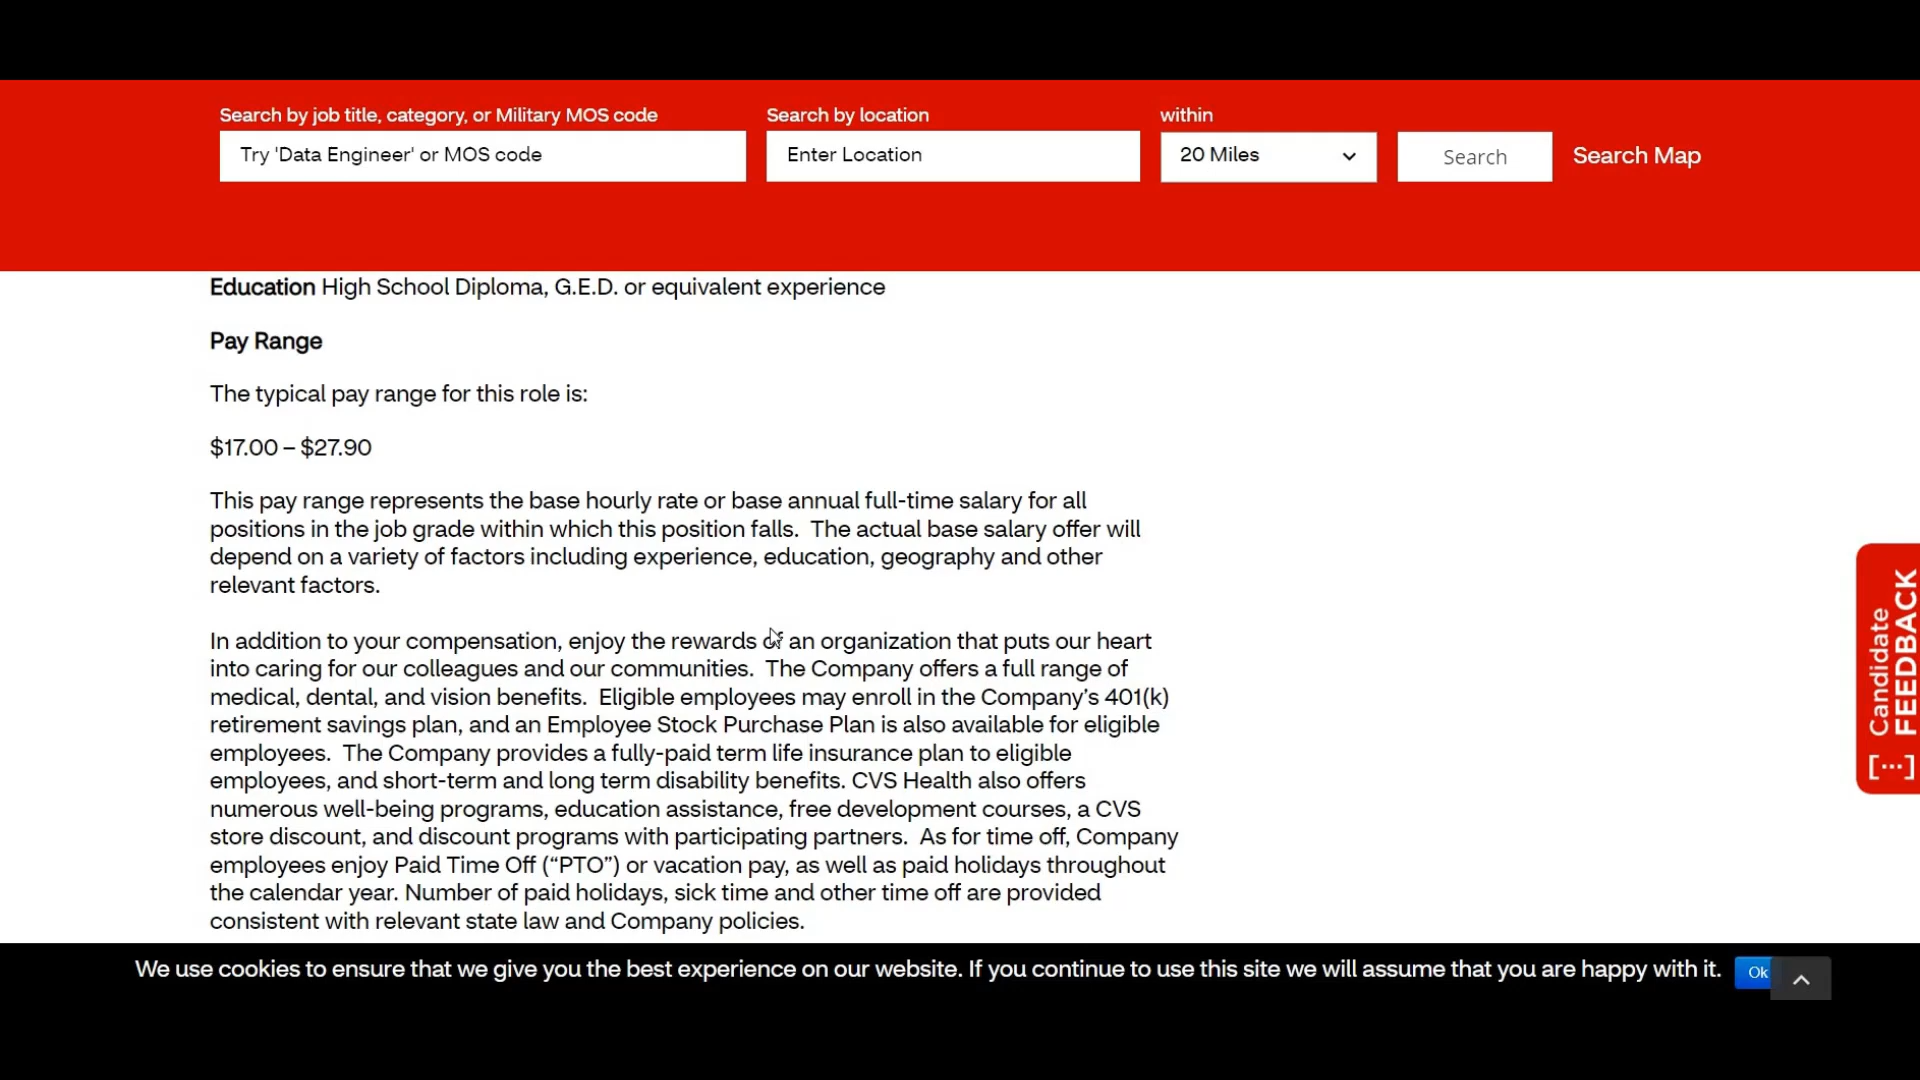 Search by job title, category, or Military MOS code
Search by location
within
Try 'Data Engineer' or MOS code
Enter Location
20 Miles
Search
Search Map
Education High School Diploma, G.E.D. or equivalent experience
Pay Range
The typical pay range for this role is:
$17.00 – $27.90
This pay range represents the base hourly rate or base annual full-time salary for all
positions in the job grade within which this position falls.  The actual base salary offer will
depend on a variety of factors including experience, education, geography and other
relevant factors.
In addition to your compensation, enjoy the rewards of an organization that puts our heart
into caring for our colleagues and our communities.  The Company offers a full range of
medical, dental, and vision benefits.  Eligible employees may enroll in the Company’s 401(k)
retirement savings plan, and an Employee Stock Purchase Plan is also available for eligible
employees.  The Company provides a fully-paid term life insurance plan to eligible
employees, and short-term and long term disability benefits. CVS Health also offers
numerous well-being programs, education assistance, free development courses, a CVS
store discount, and discount programs with participating partners.  As for time off, Company
employees enjoy Paid Time Off (“PTO”) or vacation pay, as well as paid holidays throughout
the calendar year. Number of paid holidays, sick time and other time off are provided
consistent with relevant state law and Company policies.
Candidate
FEEDBACK
[···]
We use cookies to ensure that we give you the best experience on our website. If you continue to use this site we will assume that you are happy with it.
Ok